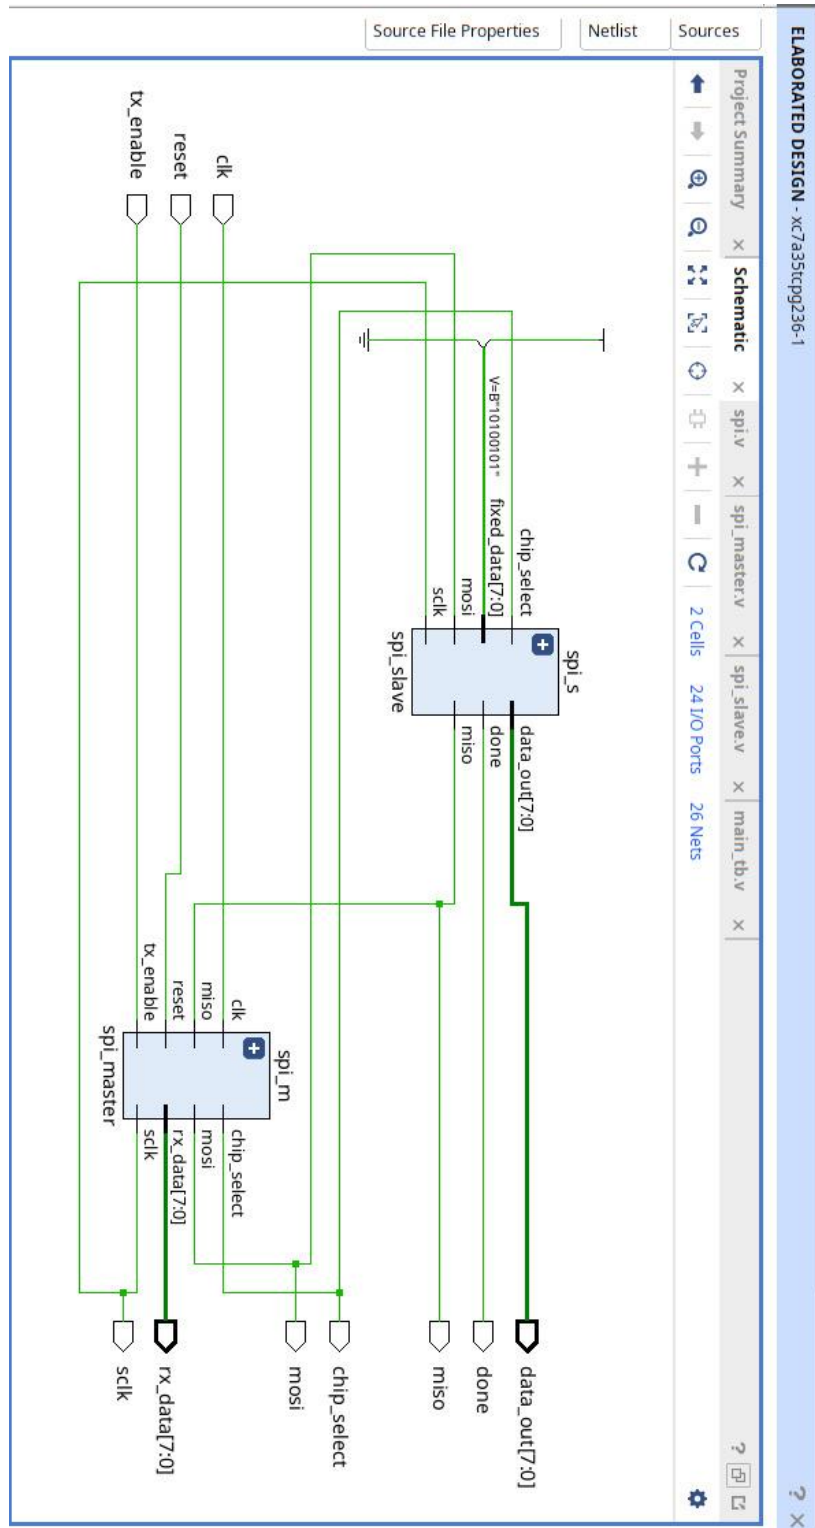 ELABORATED DESIGN - xc7a35tcpg236-1
? X
Sources
Netlist
Source File Properties
Project Summary X
Schematic X
spi.v X
spi_master.v X
spi_slave.v X
main_tb.v X
?
2 Cells
24 I/O Ports
26 Nets
spi_s
chip_select
V=B"10100101"
fixed_data[7:0]
mosi
sclk
data_out[7:0]
done
miso
spi_slave
clk
reset
tx_enable
spi_m
clk
miso
reset
tx_enable
chip_select
mosi
rx_data[7:0]
sclk
spi_master
data_out[7:0]
done
miso
chip_select
mosi
rx_data[7:0]
sclk